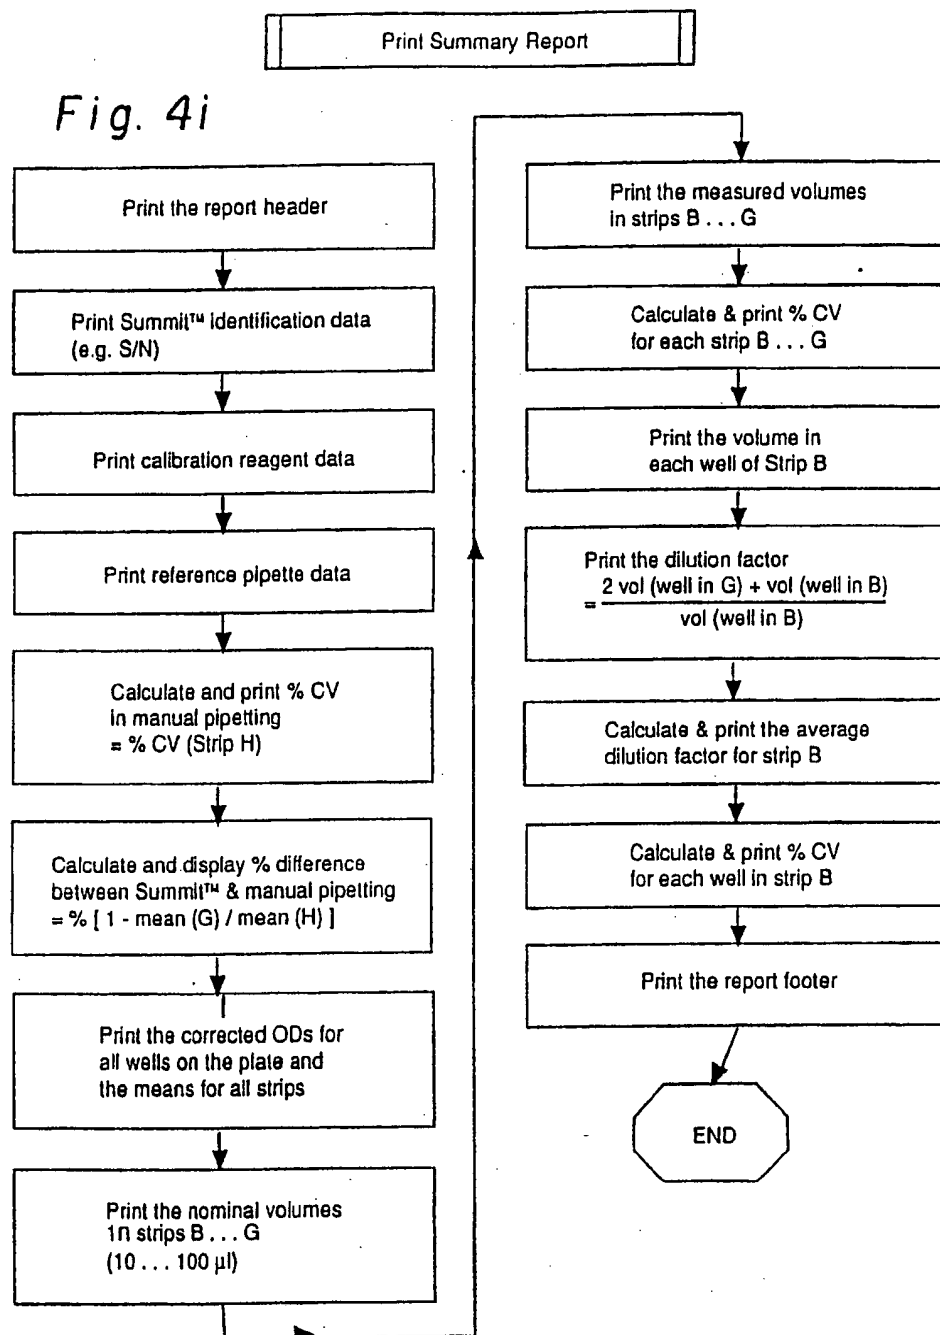 Print Summary Report
Fig. 4i
Print the report header
Print Summit™ identification data
(e.g. S/N)
Print calibration reagent data
Print reference pipette data
Calculate and print % CV
in manual pipetting
= % CV (Strip H)
Calculate and display % difference
between Summit™ & manual pipetting
= % [ 1 - mean (G) / mean (H) ]
Print the corrected ODs for
all wells on the plate and
the means for all strips
Print the nominal volumes
in strips B . . . G
(10 . . . 100 µl)
Print the measured volumes
in strips B . . . G
Calculate & print % CV
for each strip B . . . G
Print the volume in
each well of Strip B
Print the dilution factor
= 2 vol (well in G) + vol (well in B)
vol (well in B)
Calculate & print the average
dilution factor for strip B
Calculate & print % CV
for each well in strip B
Print the report footer
END